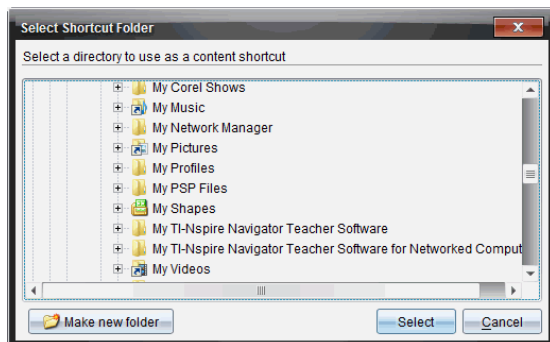 Select Shortcut Folder
Select a directory to use as a content shortcut
My Corel Shows
My Music
My Network Manager
My Pictures
My Profiles
My PSP Files
My Shapes
My TI-Nspire Navigator Teacher Software
My TI-Nspire Navigator Teacher Software for Networked Comput
My Videos
Make new folder
Select
Cancel